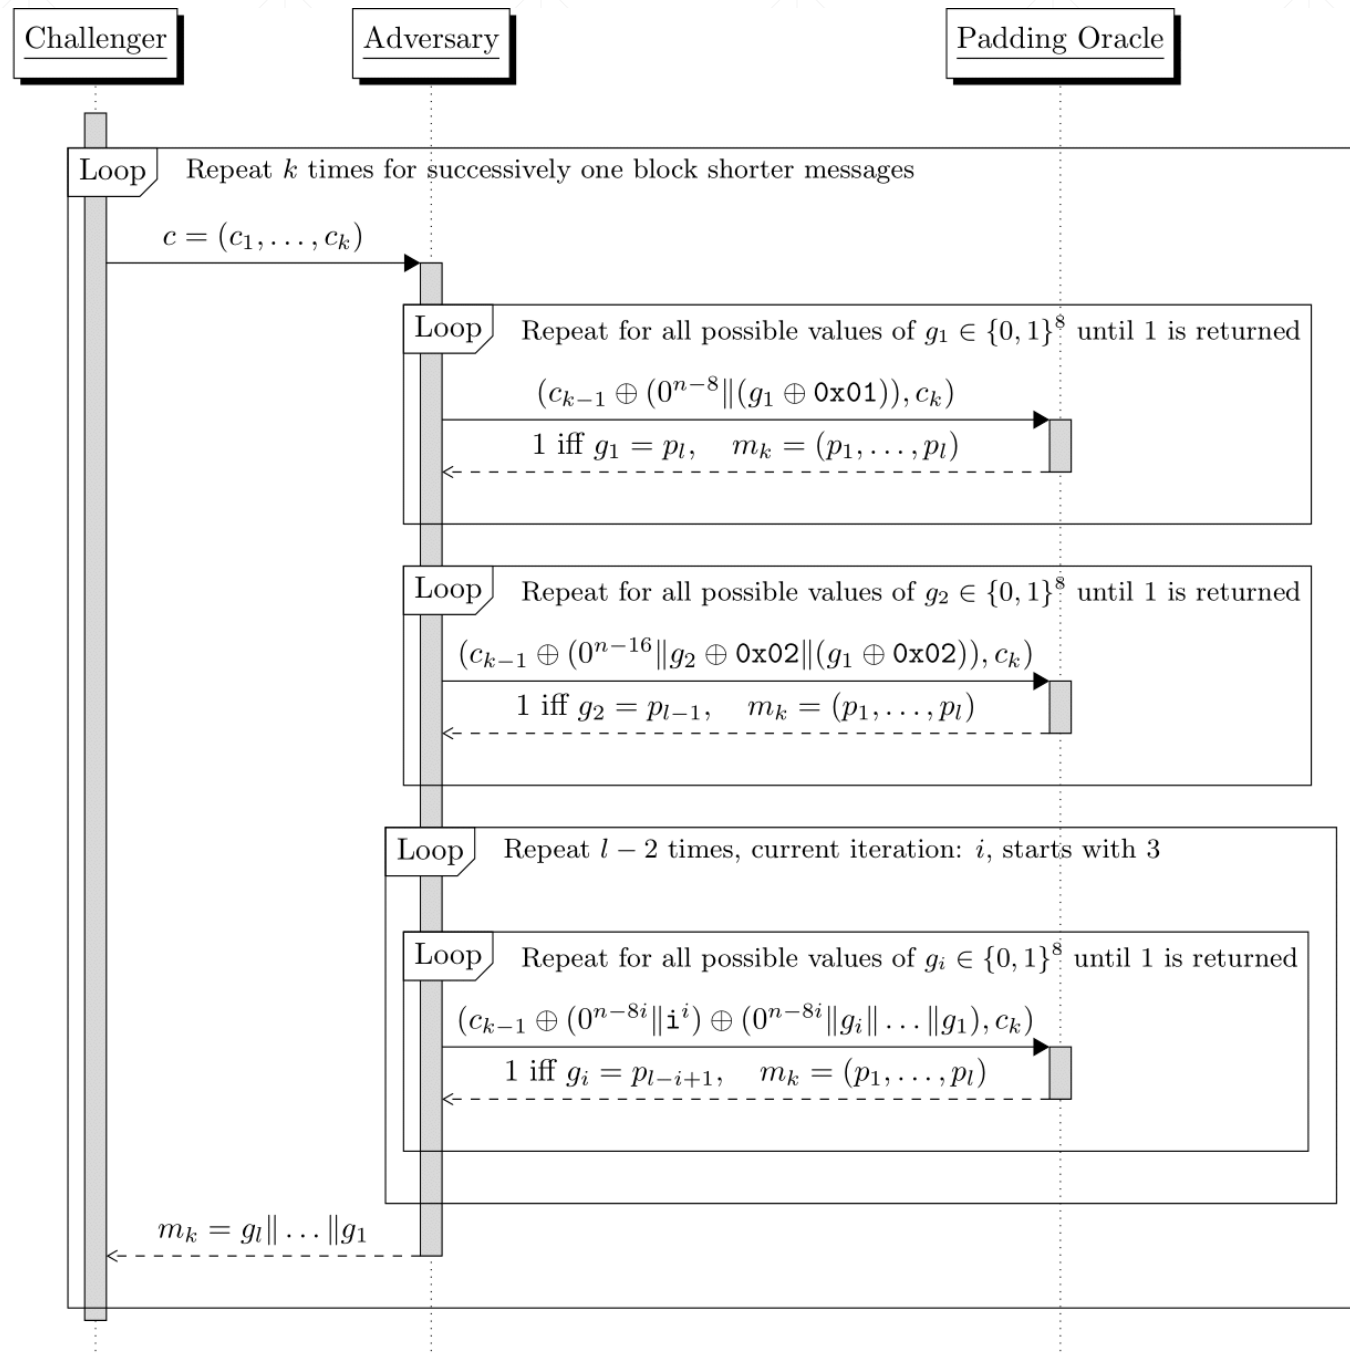 Challenger
Adversary
Padding Oracle
Loop
Repeat k times for successively one block shorter messages
c = (c₁, . . . , cₖ)
Loop
Repeat for all possible values of g₁ ∈ {0, 1}⁸ until 1 is returned
(cₖ₋₁ ⊕ (0ⁿ⁻⁸‖(g₁ ⊕ 0x01)), cₖ)
1 iff g₁ = pₗ, mₖ = (p₁, . . . , pₗ)
Loop
Repeat for all possible values of g₂ ∈ {0, 1}⁸ until 1 is returned
(cₖ₋₁ ⊕ (0ⁿ⁻¹⁶‖g₂ ⊕ 0x02‖(g₁ ⊕ 0x02)), cₖ)
1 iff g₂ = pₗ₋₁, mₖ = (p₁, . . . , pₗ)
Loop
Repeat l − 2 times, current iteration: i, starts with 3
Loop
Repeat for all possible values of gᵢ ∈ {0, 1}⁸ until 1 is returned
(cₖ₋₁ ⊕ (0ⁿ⁻⁸ⁱ‖iⁱ) ⊕ (0ⁿ⁻⁸ⁱ‖gᵢ‖ . . . ‖g₁), cₖ)
1 iff gᵢ = pₗ₋ᵢ₊₁, mₖ = (p₁, . . . , pₗ)
mₖ = gₗ‖ . . . ‖g₁